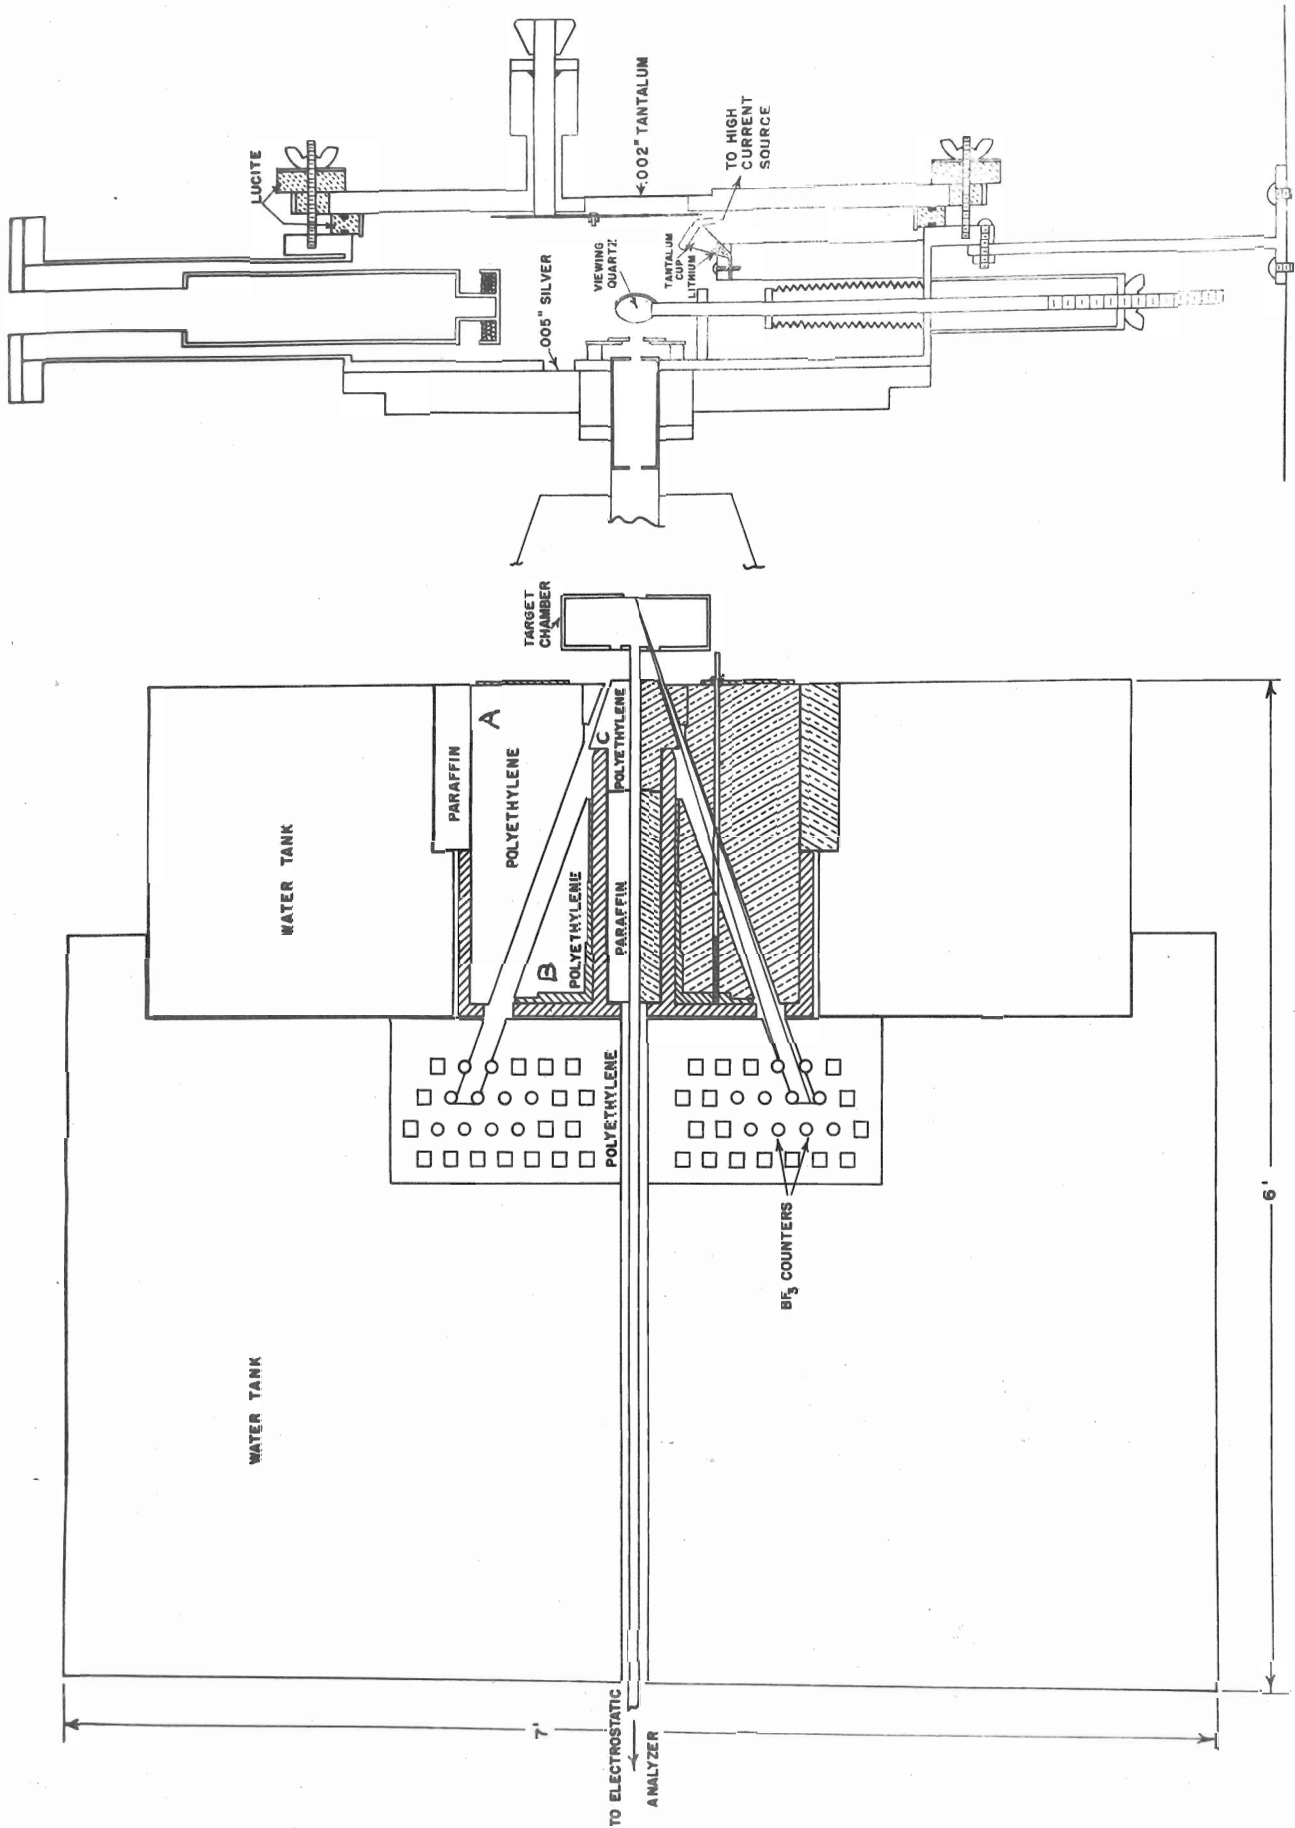 LUCITE
.002" TANTALUM
TO HIGH
CURRENT
SOURCE
.005" SILVER
VIEWING
QUARTZ
TANTALUM
CUP
LITHIUM
TARGET
CHAMBER
WATER TANK
PARAFFIN
A
POLYETHYLENE
B
POLYETHYLENE
C
POLYETHYLENE
PARAFFIN
POLYETHYLENE
BF3 COUNTERS
WATER TANK
6'
7'
TO ELECTROSTATIC
ANALYZER